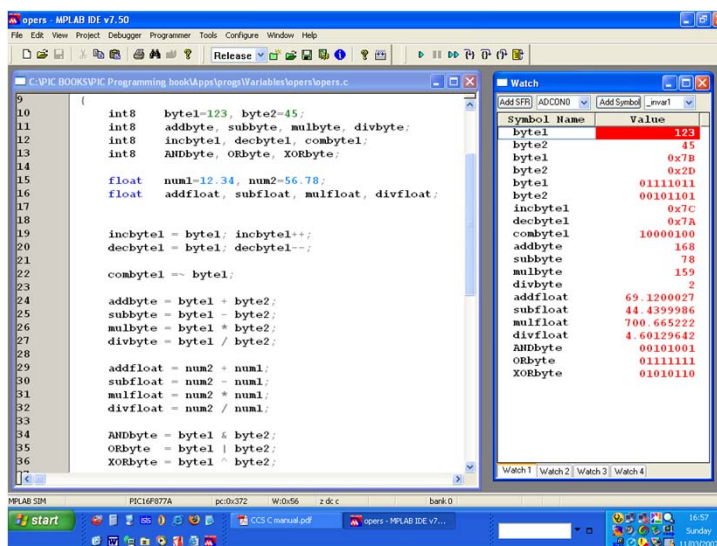 opers - MPLAB IDE v7.50
File Edit View Project Debugger Programmer Tools Configure Window Help
Release
C:\PIC BOOKS\PIC Programming book\Apps\progs\Variables\opers\opers.c
9 {
10 int8 byte1=123, byte2=45;
11 int8 addbyte, subbyte, mulbyte, divbyte;
12 int8 incbyte1, decbyte1, combyte1;
13 int8 ANDbyte, ORbyte, XORbyte;
14
15 float num1=12.34, num2=56.78;
16 float addfloat, subfloat, mulfloat, divfloat;
17
18
19 incbyte1 = byte1; incbyte1++;
20 decbyte1 = byte1; decbyte1--;
21
22 combyte1 =~ byte1;
23
24 addbyte = byte1 + byte2;
25 subbyte = byte1 - byte2;
26 mulbyte = byte1 * byte2;
27 divbyte = byte1 / byte2;
28
29 addfloat = num2 + num1;
30 subfloat = num2 - num1;
31 mulfloat = num2 * num1;
32 divfloat = num2 / num1;
33
34 ANDbyte = byte1 & byte2;
35 ORbyte = byte1 | byte2;
36 XORbyte = byte1 ^ byte2;
Watch
Add SFR ADCON0 Add Symbol _invar1
Symbol Name Value
byte1 123
byte2 45
byte1 0x7B
byte2 0x2D
byte1 01111011
byte2 00101101
incbyte1 0x7C
decbyte1 0x7A
combyte1 10000100
addbyte 168
subbyte 78
mulbyte 159
divbyte 2
addfloat 69.1200027
subfloat 44.4399986
mulfloat 700.665222
divfloat 4.60129642
ANDbyte 00101001
ORbyte 01111111
XORbyte 01010110
Watch 1 Watch 2 Watch 3 Watch 4
MPLAB SIM PIC16F877A pc:0x372 W:0x56 z dc c bank 0
start CCS C manual.pdf opers - MPLAB IDE v7... 16:57
Sunday